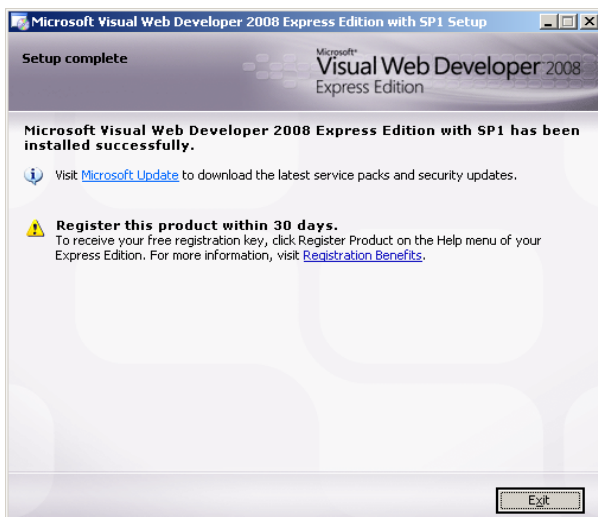 Microsoft Visual Web Developer 2008 Express Edition with SP1 Setup
Setup complete
Microsoft®
Visual Web Developer 2008
Express Edition
Microsoft Visual Web Developer 2008 Express Edition with SP1 has been
installed successfully.
Visit Microsoft Update to download the latest service packs and security updates.
Register this product within 30 days.
To receive your free registration key, click Register Product on the Help menu of your
Express Edition. For more information, visit Registration Benefits.
Exit